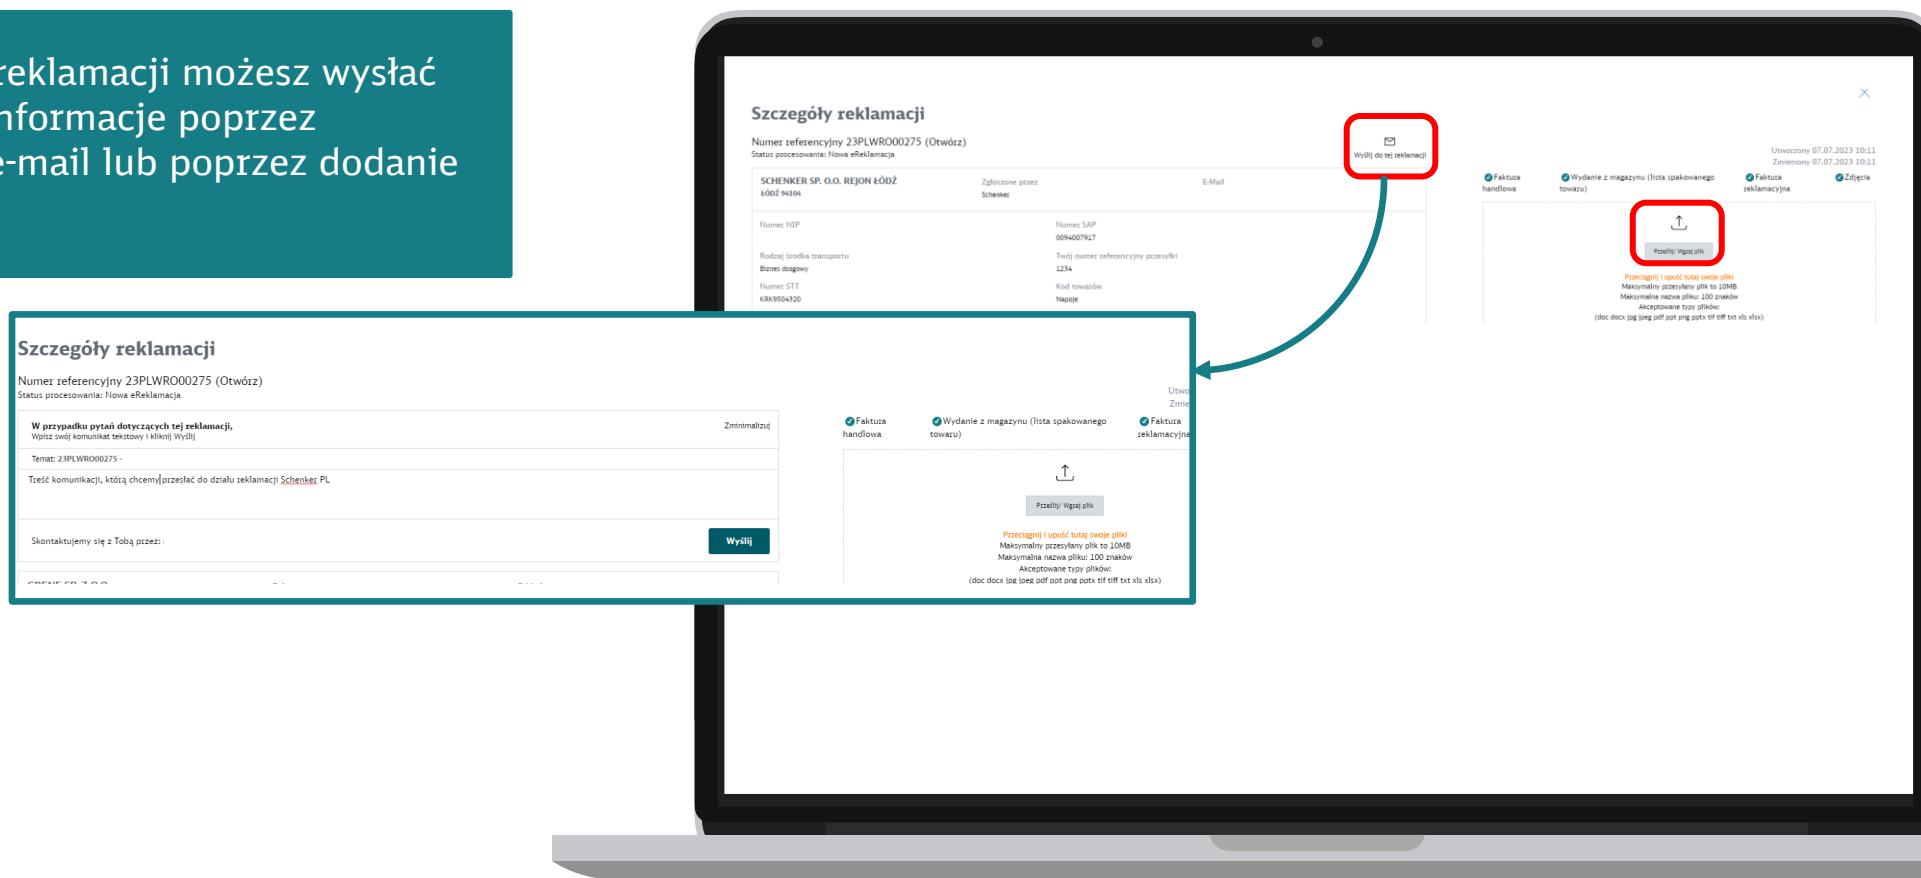 reklamacji możesz wysłać
informacje poprzez
e-mail lub poprzez dodanie
Szczegóły reklamacji
Numer referencyjny 23PLWRO00275 (Otwórz)
Status procesowania: Nowa eReklamacja
Wyślij do tej reklamacji
Utworzony 07.07.2023 10:11
Zmieniony 07.07.2023 10:11
SCHENKER SP. O.O. REJON ŁÓDŹ
ŁÓDŹ 94104
Zgłoszone przez
Schenker
E-Mail
Numer NIP
Numer SAP
0094007917
Rodzaj środka transportu
Biznes drogowy
Twój numer referencyjny przesyłki
1234
Numer STT
KRK9504320
Kod towarów
Napoje
Faktura handlowa
Wydanie z magazynu (lista spakowanego towaru)
Faktura reklamacyjna
Zdjęcia
Prześlij/ Wgraj plik
Przeciągnij i upuść tutaj swoje pliki
Maksymalny przesyłany plik to 10MB
Maksymalna nazwa pliku: 100 znaków
Akceptowane typy plików:
(doc docx jpg jpeg pdf ppt png pptx tif tiff txt xls xlsx)
Szczegóły reklamacji
Numer referencyjny 23PLWRO00275 (Otwórz)
Status procesowania: Nowa eReklamacja
W przypadku pytań dotyczących tej reklamacji,
Wpisz swój komunikat tekstowy i kliknij Wyślij
Zminimalizuj
Temat: 23PLWRO00275 -
Treść komunikacji, którą chcemy przesłać do działu reklamacji Schenker PL
Skontaktujemy się z Tobą przez:
Wyślij
Utwo
Zmie
Faktura handlowa
Wydanie z magazynu (lista spakowanego towaru)
Faktura reklamacyjna
Prześlij/ Wgraj plik
Przeciągnij i upuść tutaj swoje pliki
Maksymalny przesyłany plik to 10MB
Maksymalna nazwa pliku: 100 znaków
Akceptowane typy plików:
(doc docx jpg jpeg pdf ppt png pptx tif tiff txt xls xlsx)